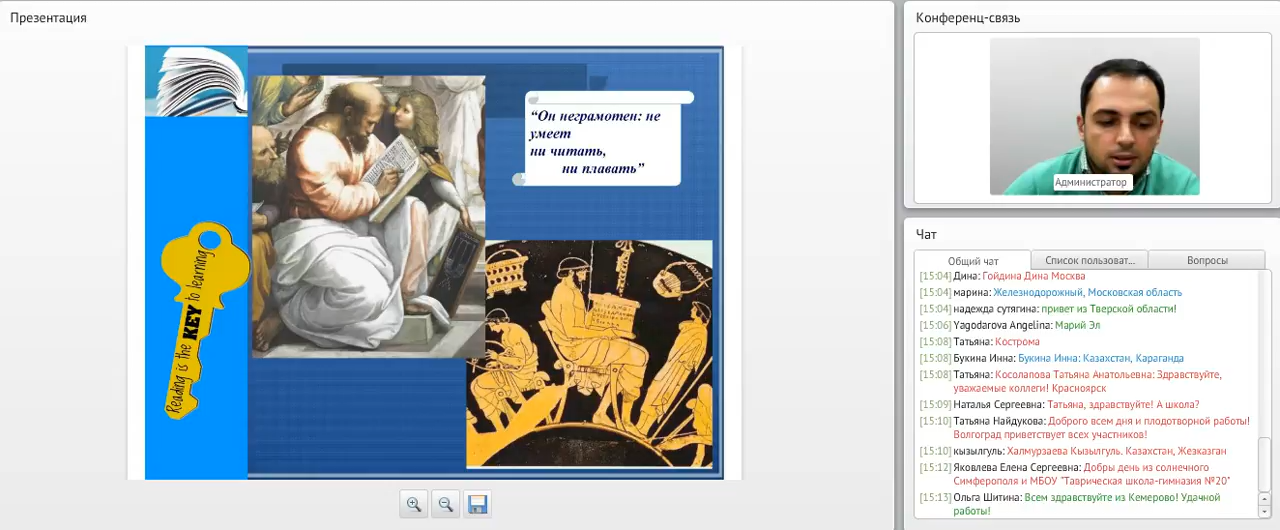 Презентация
“Он неграмотен: не
умеет
ни читать,
ни плавать”
Reading is the KEY to learning
Конференц-связь
Администратор
Чат
Общий чат
Список пользоват...
Вопросы
[15:04] Дина: Гойдина Дина Москва
[15:04] марина: Железнодорожный, Московская область
[15:04] надежда сутягина: привет из Тверской области!
[15:06] Yagodarova Angelina: Марий Эл
[15:08] Татьяна: Кострома
[15:08] Букина Инна: Букина Инна: Казахстан, Караганда
[15:08] Татьяна: Косолапова Татьяна Анатольевна: Здравствуйте,
уважаемые коллеги! Красноярск
[15:09] Наталья Сергеевна: Татьяна, здравствуйте! А школа?
[15:10] Татьяна Найдукова: Доброго всем дня и плодотворной работы!
Волгоград приветствует всех участников!
[15:10] кызылгуль: Халмурзаева Кызылгуль. Казахстан, Жезказган
[15:12] Яковлева Елена Сергеевна: Добры день из солнечного
Симферополя и МБОУ "Таврическая школа-гимназия №20"
[15:13] Ольга Шитина: Всем здравствуйте из Кемерово! Удачной
работы!